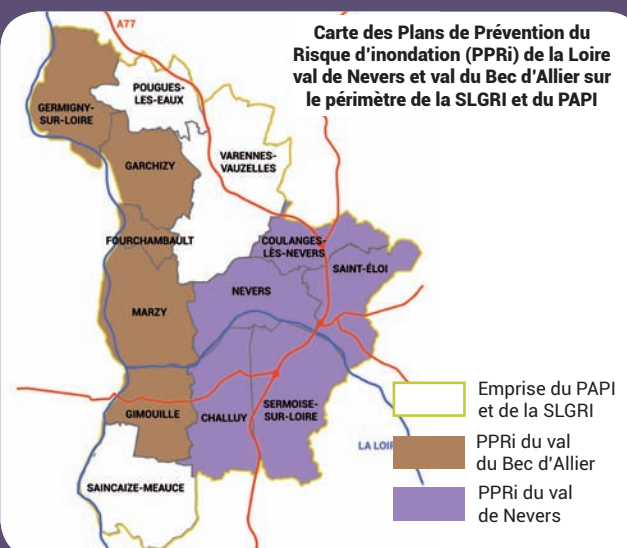 Carte des Plans de Prévention du
Risque d'inondation (PPRi) de la Loire
val de Nevers et val du Bec d'Allier sur
le périmètre de la SLGRI et du PAPI
A77
POUGUES-
LES-EAUX
GERMIGNY-
SUR-LOIRE
VARENNES-
VAUZELLES
GARCHIZY
FOURCHAMBAULT
COULANGES-
LÈS-NEVERS
SAINT-ÉLOI
NEVERS
MARZY
GIMOUILLE
CHALLUY
SERMOISE-
SUR-LOIRE
LA LOIR
SAINCAIZE-MEAUCE
Emprise du PAPI
et de la SLGRI
PPRi du val
du Bec d'Allier
PPRi du val
de Nevers